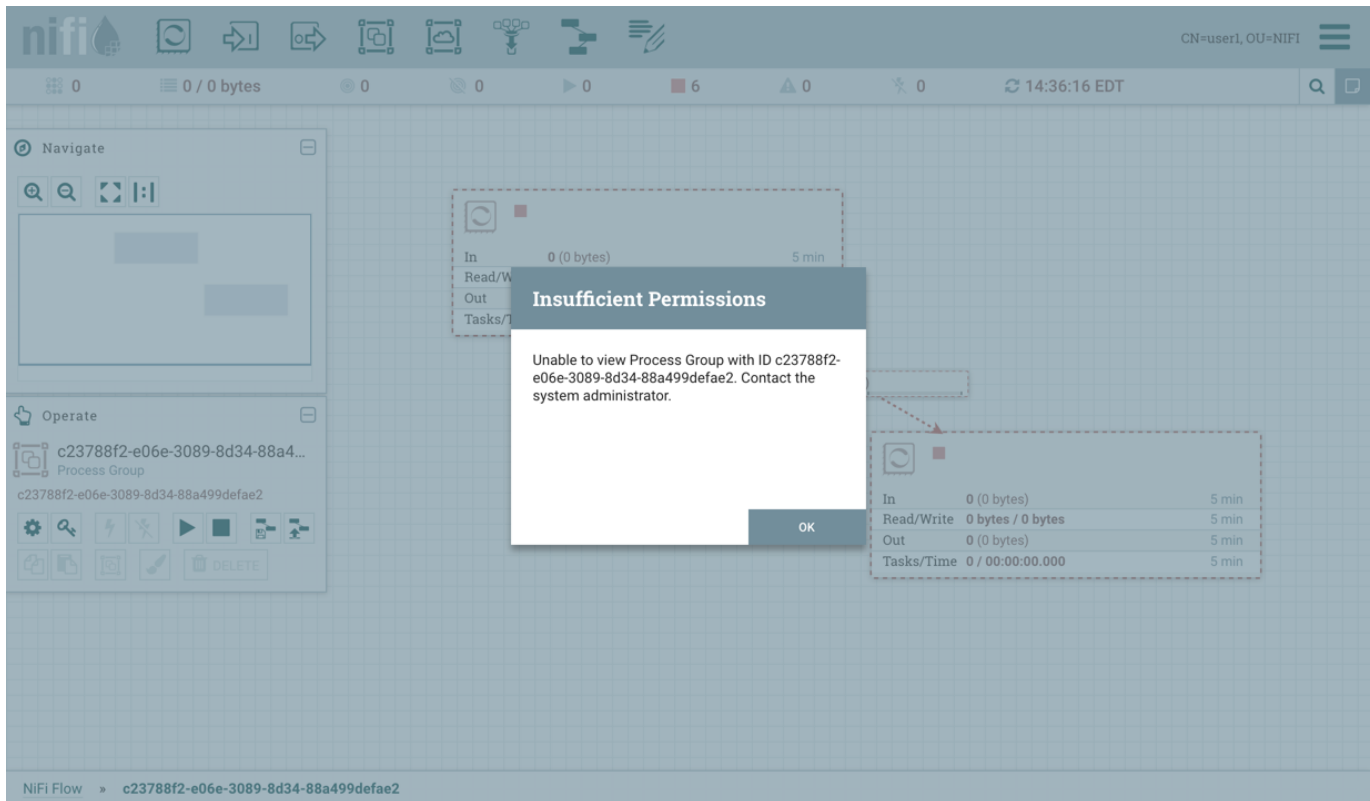 nifi
CN=user1, OU=NIFI
0
0 / 0 bytes
0
0
0
6
0
0
14:36:16 EDT
Navigate
In 0 (0 bytes) 5 min
Read/W
Out
Tasks/T
Insufficient Permissions
Unable to view Process Group with ID c23788f2-
e06e-3089-8d34-88a499defae2. Contact the
system administrator.
OK
Operate
c23788f2-e06e-3089-8d34-88a4...
Process Group
c23788f2-e06e-3089-8d34-88a499defae2
DELETE
In 0 (0 bytes) 5 min
Read/Write 0 bytes / 0 bytes 5 min
Out 0 (0 bytes) 5 min
Tasks/Time 0 / 00:00:00.000 5 min
NiFi Flow » c23788f2-e06e-3089-8d34-88a499defae2